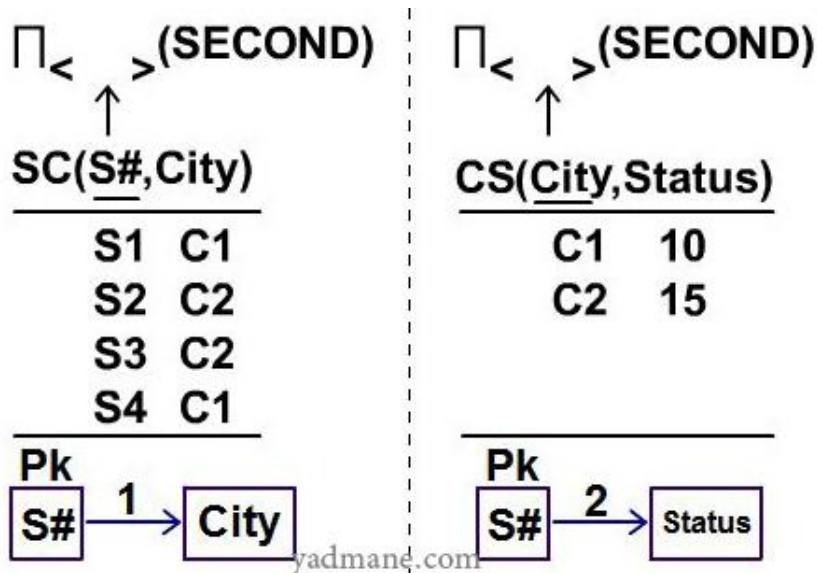 ∏< >(SECOND)
SC(S#,City)
S1 C1
S2 C2
S3 C2
S4 C1
Pk
S# 1 City
∏< >(SECOND)
CS(City,Status)
C1 10
C2 15
Pk
S# 2 Status
yadmane.com